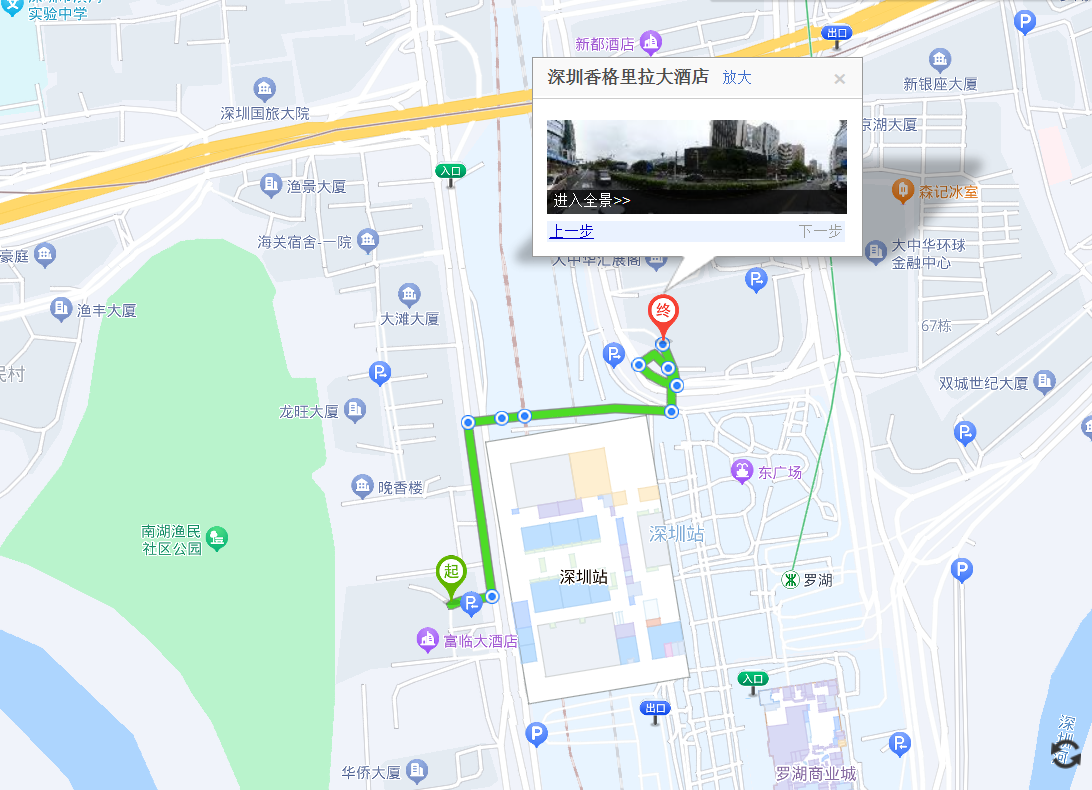 实验中学
新都酒店
出口
P
新银座大厦
深圳国旅大院
深圳香格里拉大酒店 放大
京湖大厦
进入全景>>
上一步 下一步
入口
渔景大厦
森记冰室
海关宿舍-一院
豪庭
大中华环球
金融中心
大中华汇展阁
P
渔丰大厦
大滩大厦
终
67栋
P
民村
P
双城世纪大厦
龙旺大厦
P
东广场
晚香楼
南湖渔民
社区公园
深圳站
深圳站
起
罗湖
P
P
富临大酒店
入口
出口
P
P
深圳河
华侨大厦
罗湖商业城